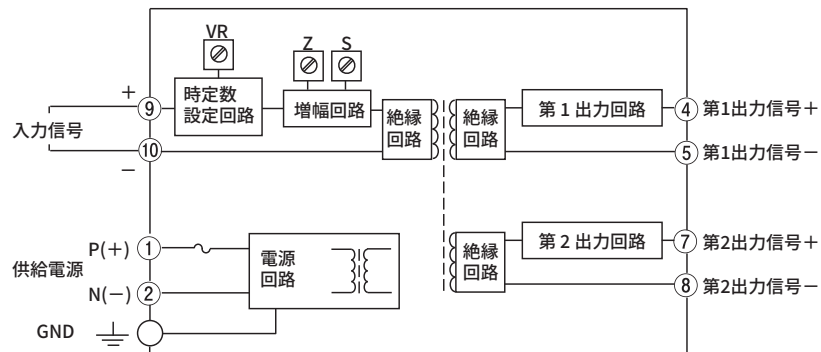 VR
Z S
時定数
設定回路
増幅回路
絶縁
回路
絶縁
回路
第1出力回路
+
9
入力信号
10
−
4 第1出力信号+
5 第1出力信号−
P(+) 1
供給電源
N(−) 2
GND
電源
回路
絶縁
回路
第2出力回路
7 第2出力信号+
8 第2出力信号−